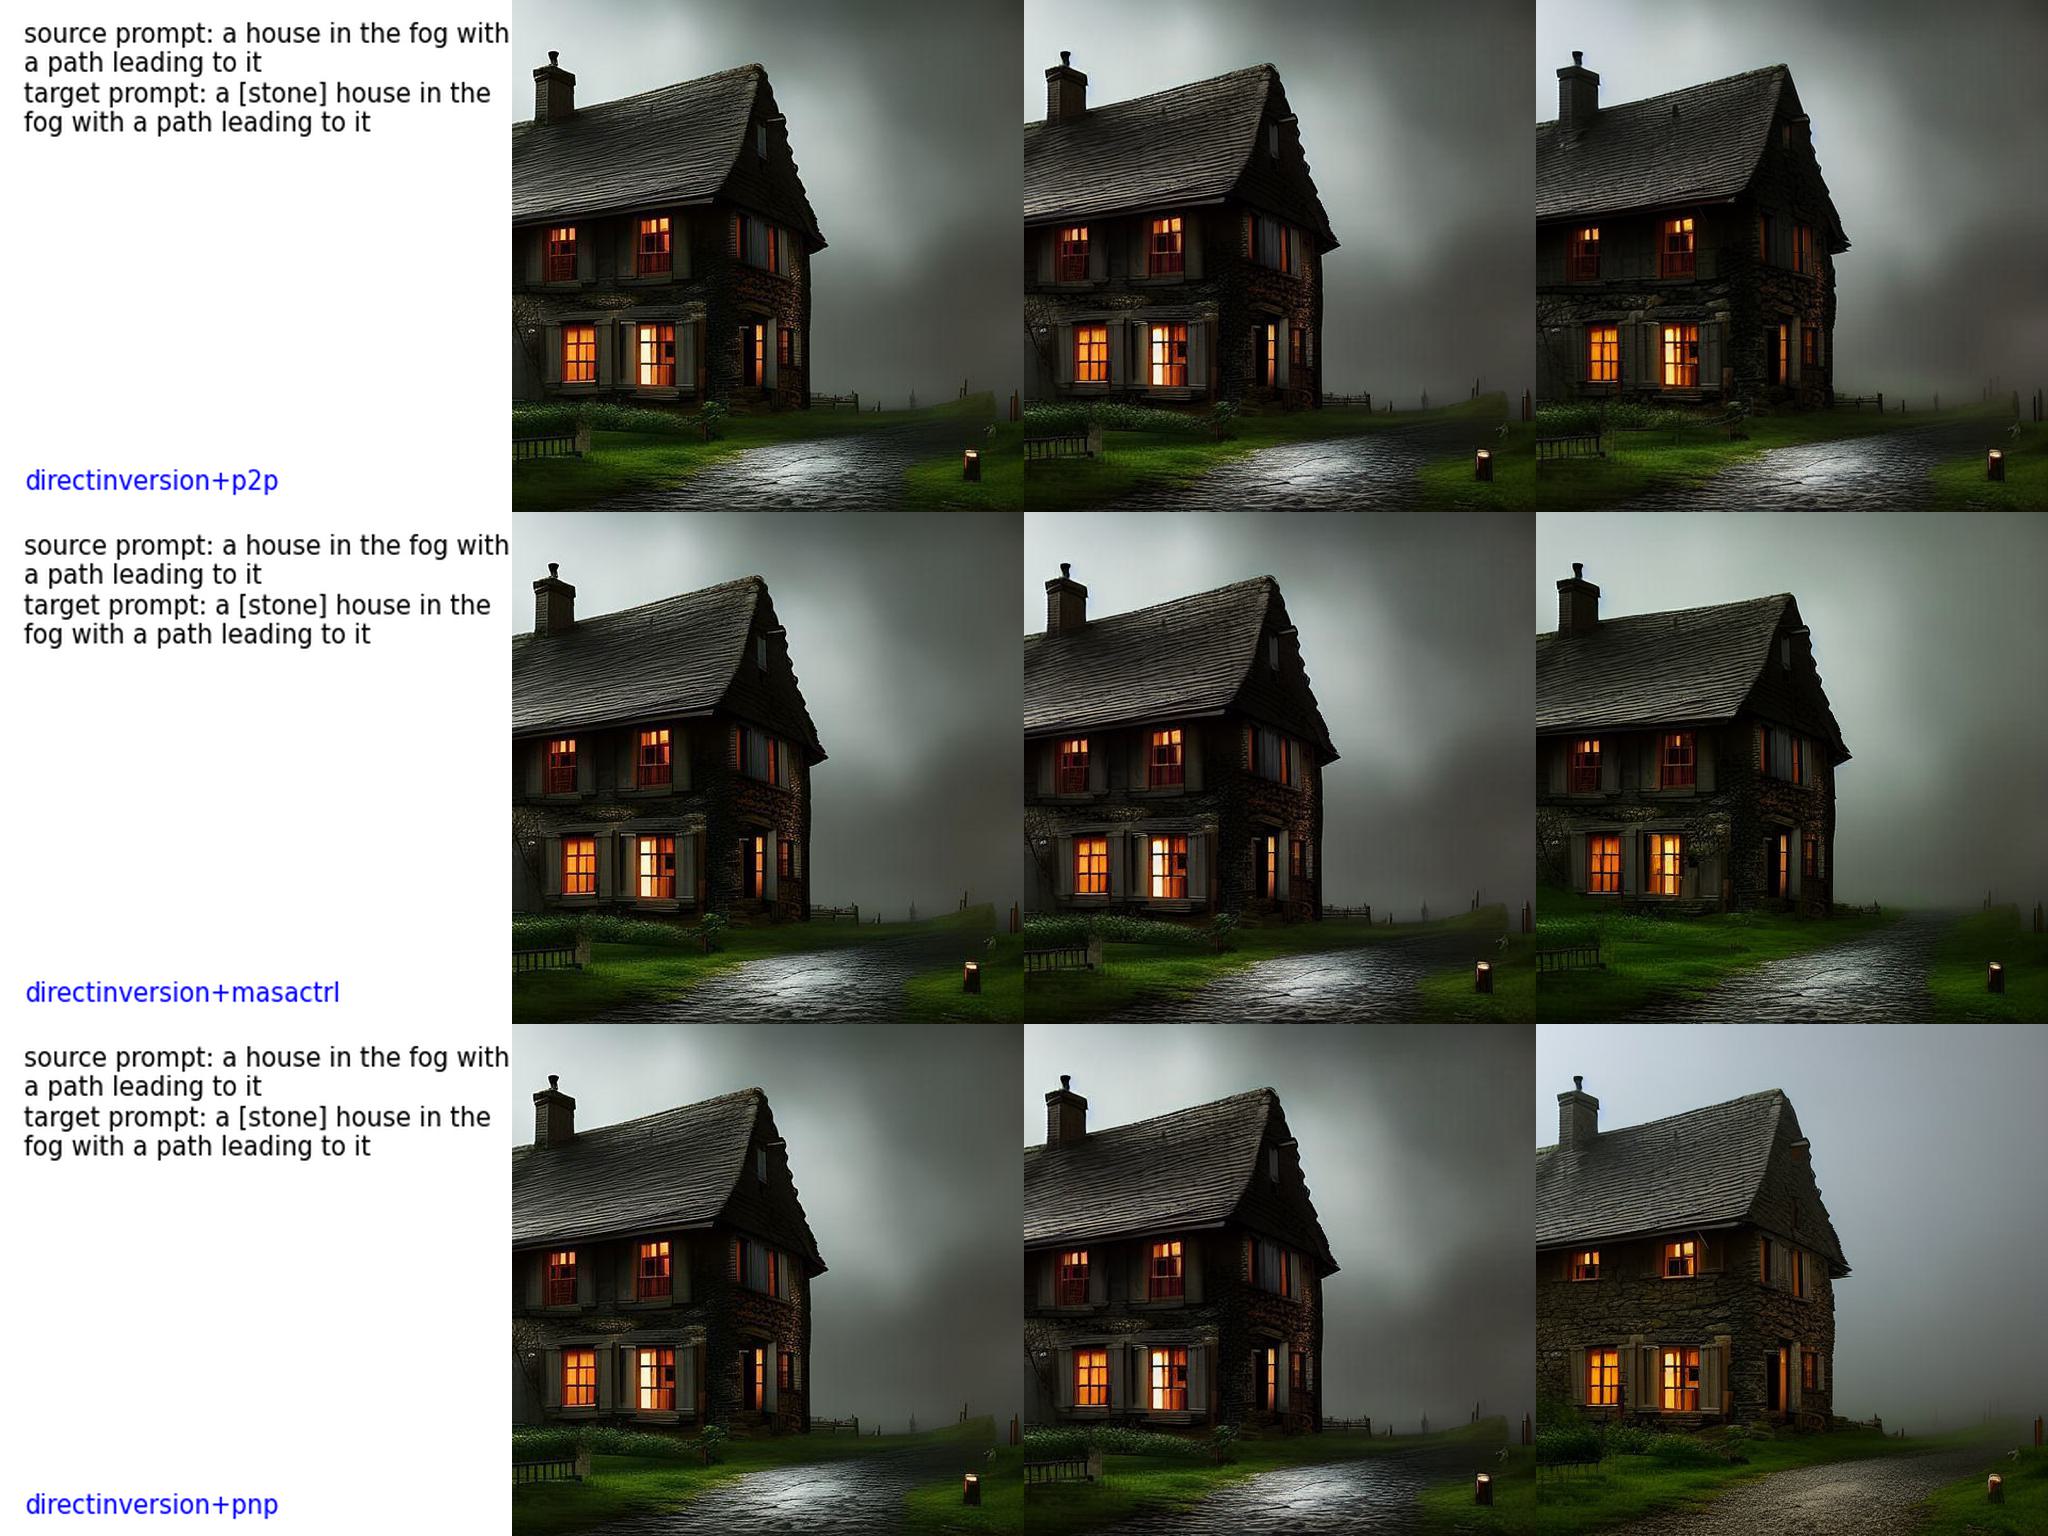 source prompt: a house in the fog with
a path leading to it
target prompt: a [stone] house in the
fog with a path leading to it
directinversion+p2p
source prompt: a house in the fog with
a path leading to it
target prompt: a [stone] house in the
fog with a path leading to it
directinversion+masactrl
source prompt: a house in the fog with
a path leading to it
target prompt: a [stone] house in the
fog with a path leading to it
directinversion+pnp